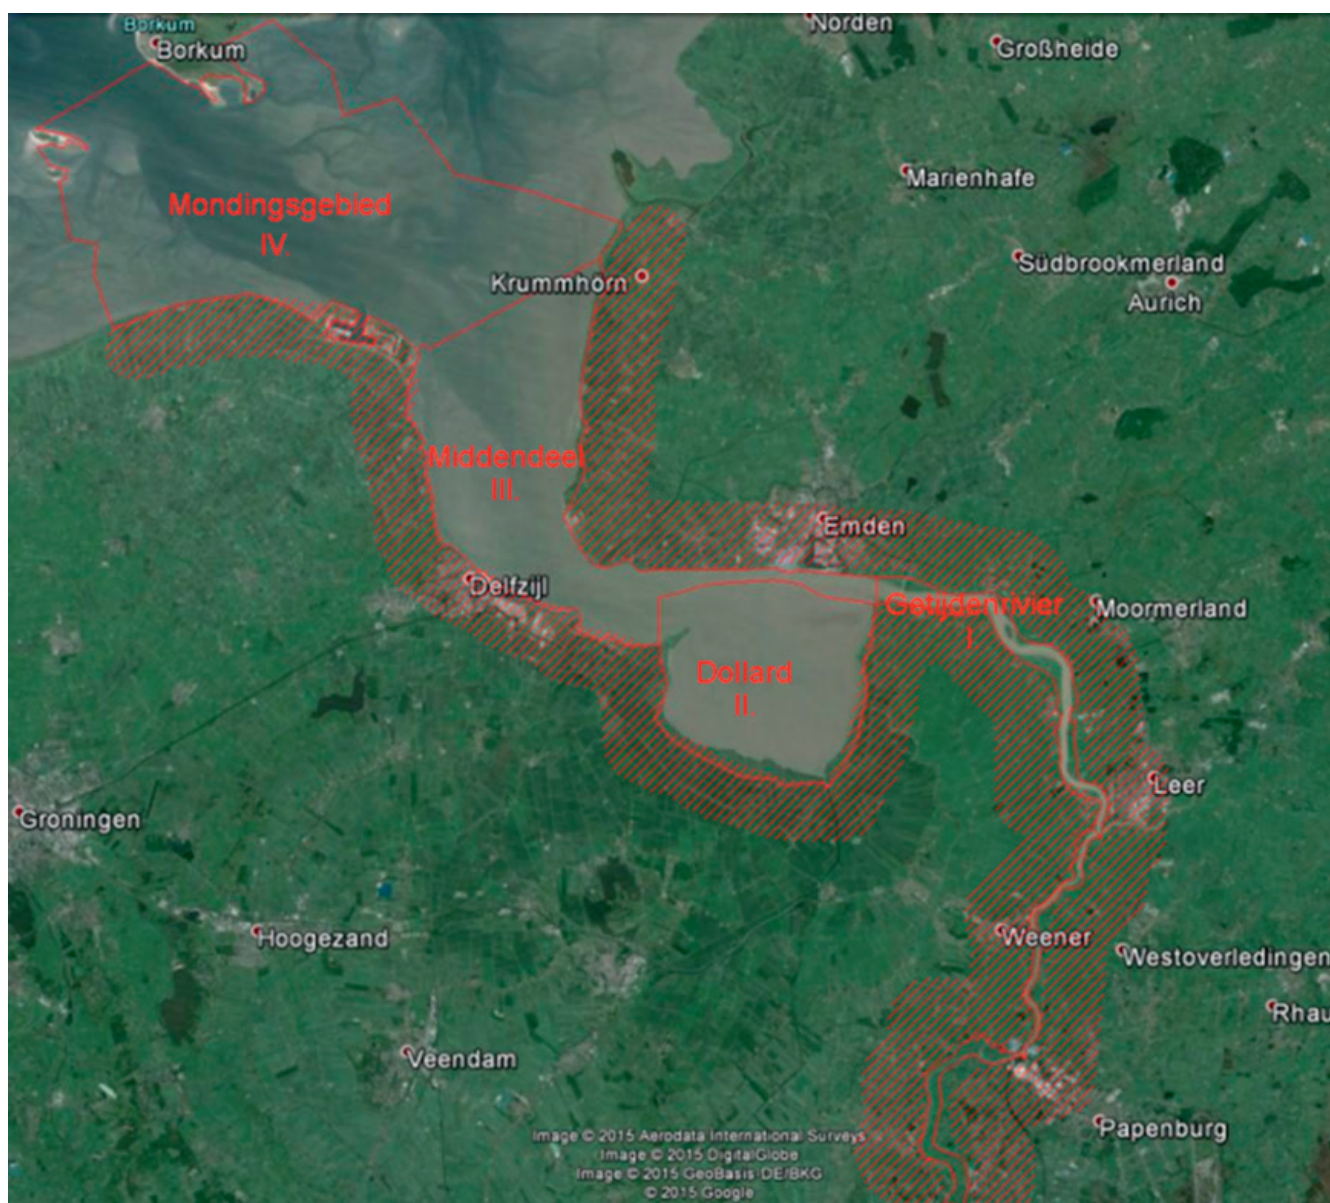 Borkum
Borkum
Norden
Großheide
Marienhafe
Mondingsgebied
IV.
Krummhörn
Südbrookmerland
Aurich
Middendeel
III.
Emden
Delfzijl
Getijdenrivier
I.
Moormerland
Dollard
II.
Leer
Groningen
Hoogezand
Weener
Westoverledingen
Rhau
Veendam
Papenburg
Image © 2015 Aerodata International Surveys
Image © 2015 DigitalGlobe
Image © 2015 GeoBasis-DE/BKG
© 2015 Google